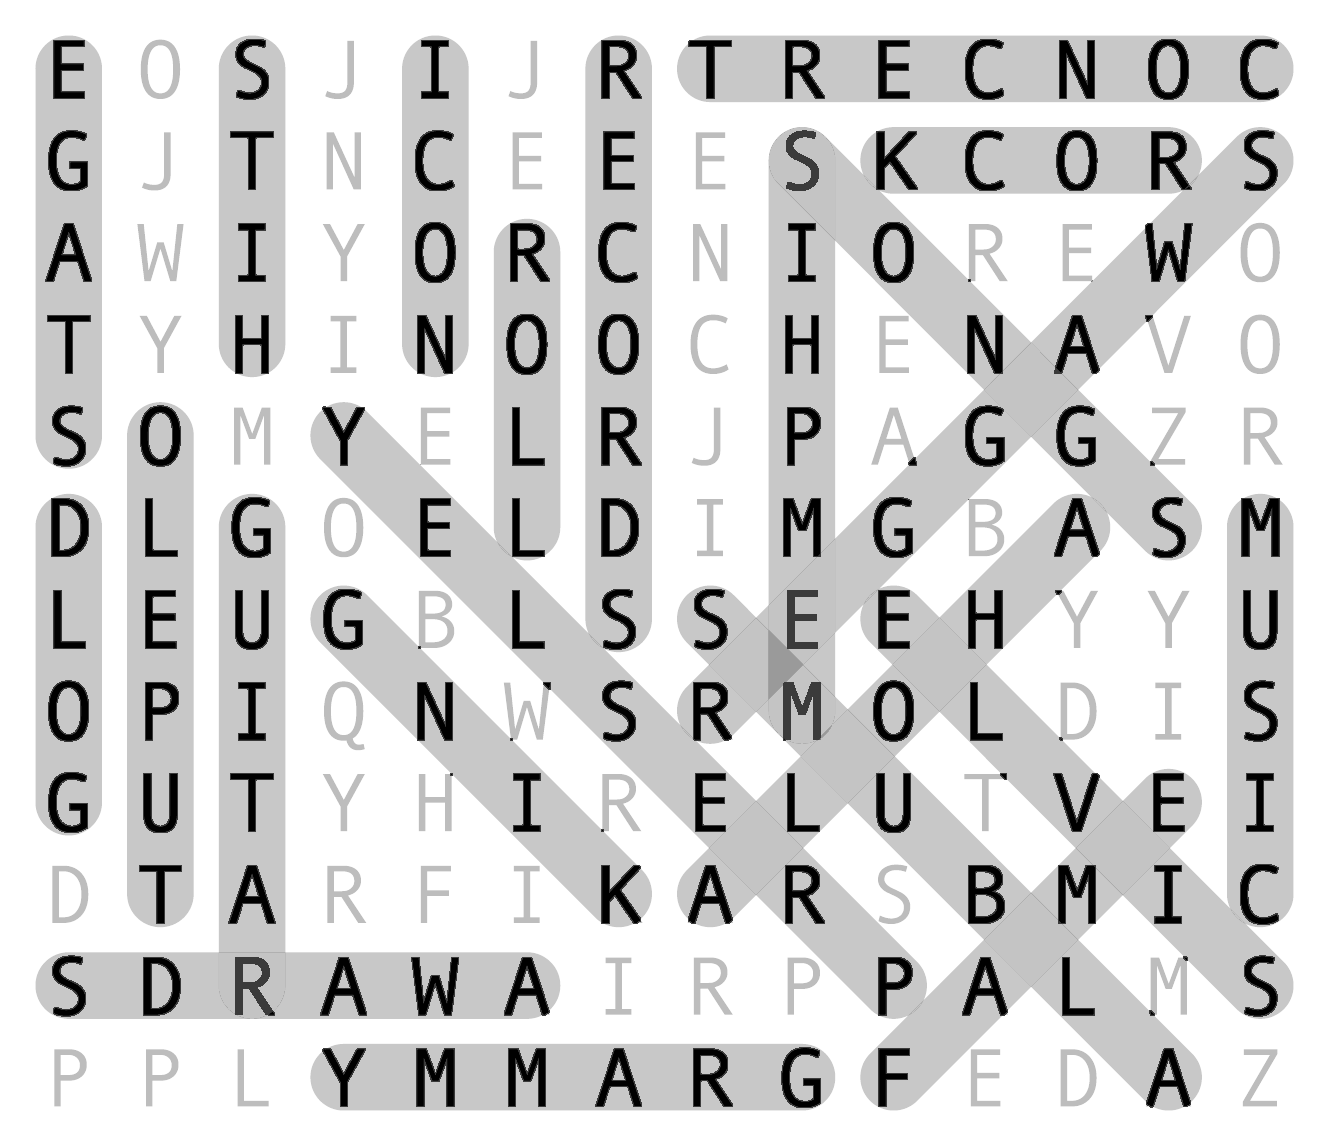 E O S J I J R T R E C N O C
G J T N C E E E S K C O R S
A W I Y O R C N I O R E W O
T Y H I N O O C H E N A V O
S O M Y E L R J P A G G Z R
D L G O E L D I M G B A S M
L E U G B L S S E E H Y Y U
O P I Q N W S R M O L D I S
G U T Y H I R E L U T V E I
D T A R F I K A R S B M I C
S D R A W A I R P P A L M S
P P L Y M M A R G F E D A Z